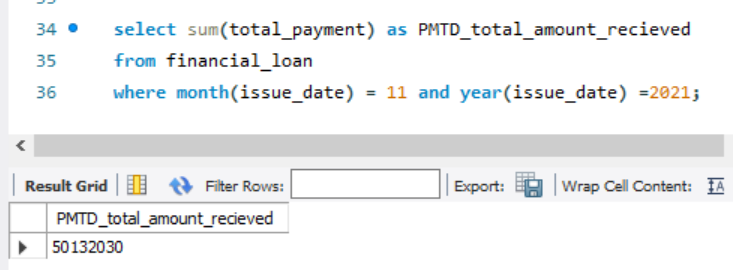 34 select sum(total_payment) as PMTD_total_amount_recieved
35 from financial_loan
36 where month(issue_date) = 11 and year(issue_date) =2021;
Result Grid Filter Rows: Export: Wrap Cell Content: IA
PMTD_total_amount_recieved
50132030